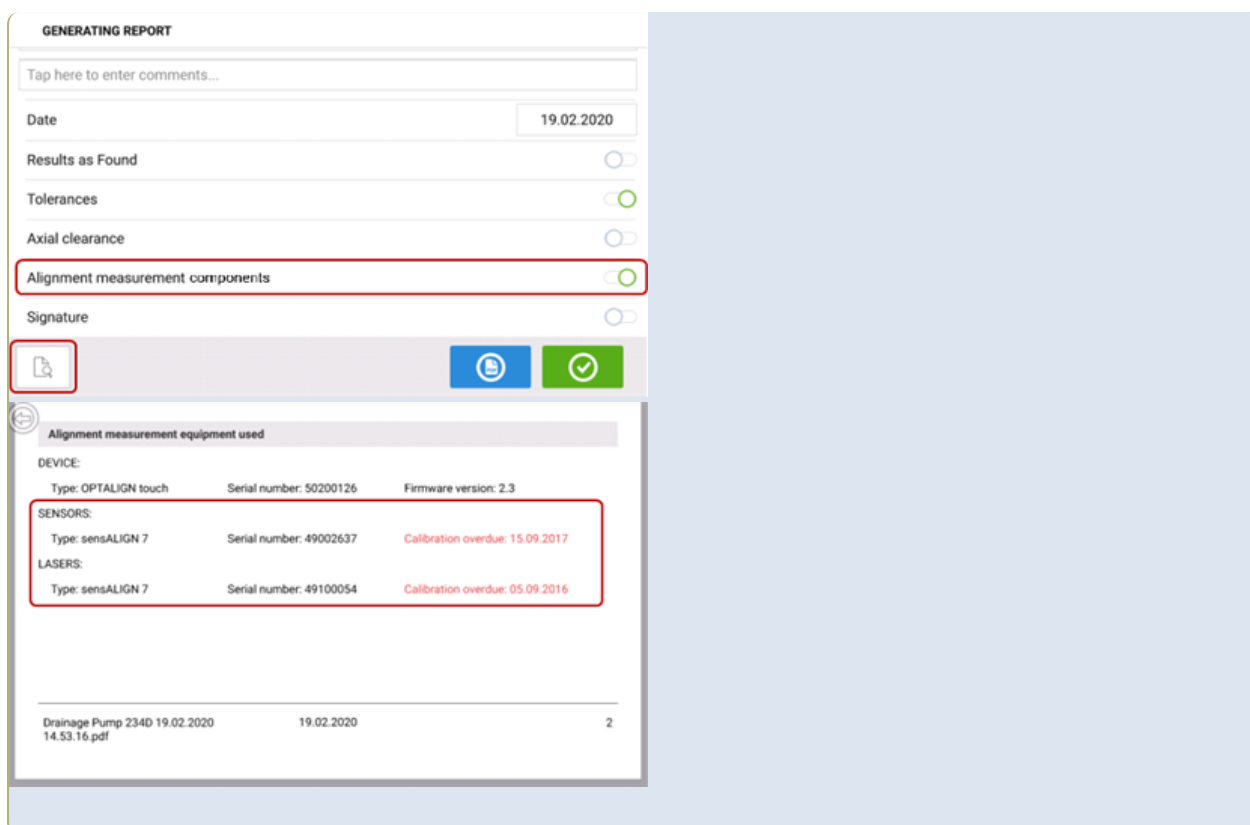 GENERATING REPORT
Tap here to enter comments...
Date 19.02.2020
Results as Found
Tolerances
Axial clearance
Alignment measurement components
Signature
Alignment measurement equipment used
DEVICE:
Type: OPTALIGN touch Serial number: 50200126 Firmware version: 2.3
SENSORS:
Type: sensALIGN 7 Serial number: 49002637 Calibration overdue: 15.09.2017
LASERS:
Type: sensALIGN 7 Serial number: 49100054 Calibration overdue: 05.09.2016
Drainage Pump 234D 19.02.2020 19.02.2020 2
14.53.16.pdf